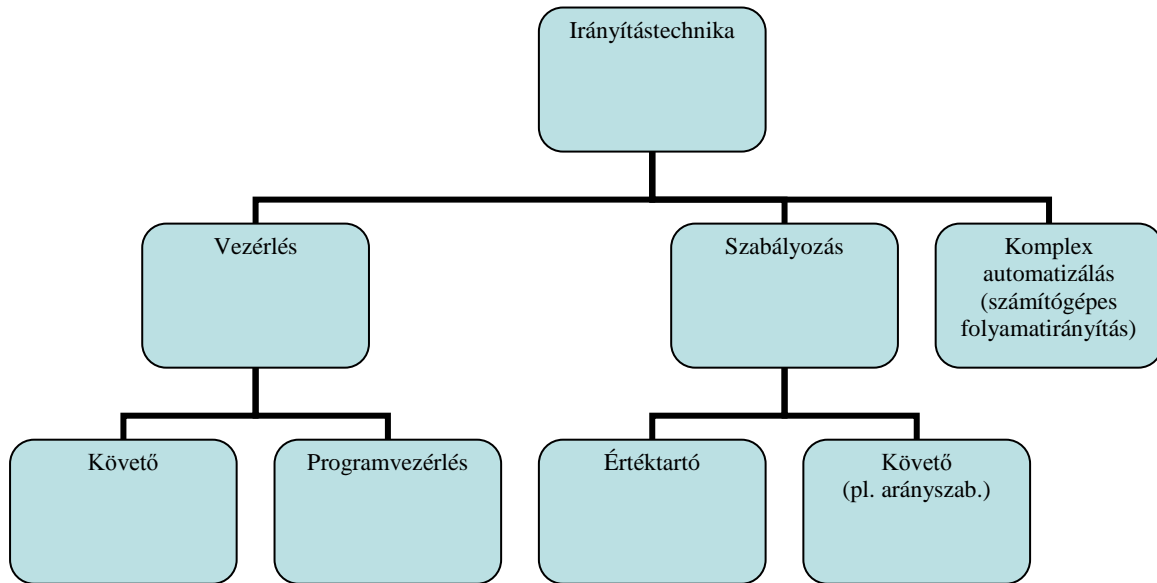 Irányítástechnika
Vezérlés
Szabályozás
Komplex
automatizálás
(számítógépes
folyamatirányítás)
Követő
Programvezérlés
Értéktartó
Követő
(pl. arányszab.)